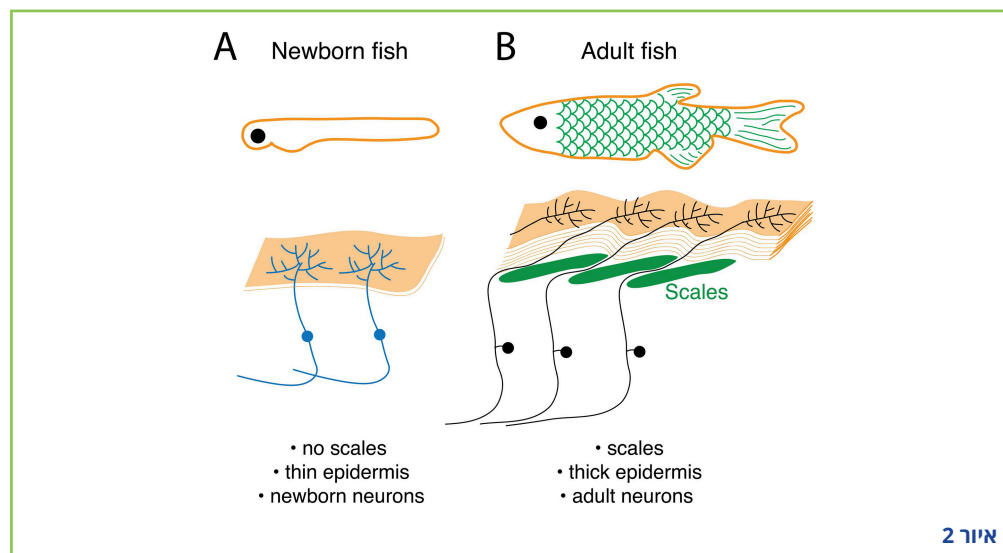 A Newborn fish
B Adult fish
Scales
• no scales
• thin epidermis
• newborn neurons
• scales
• thick epidermis
• adult neurons
איור 2